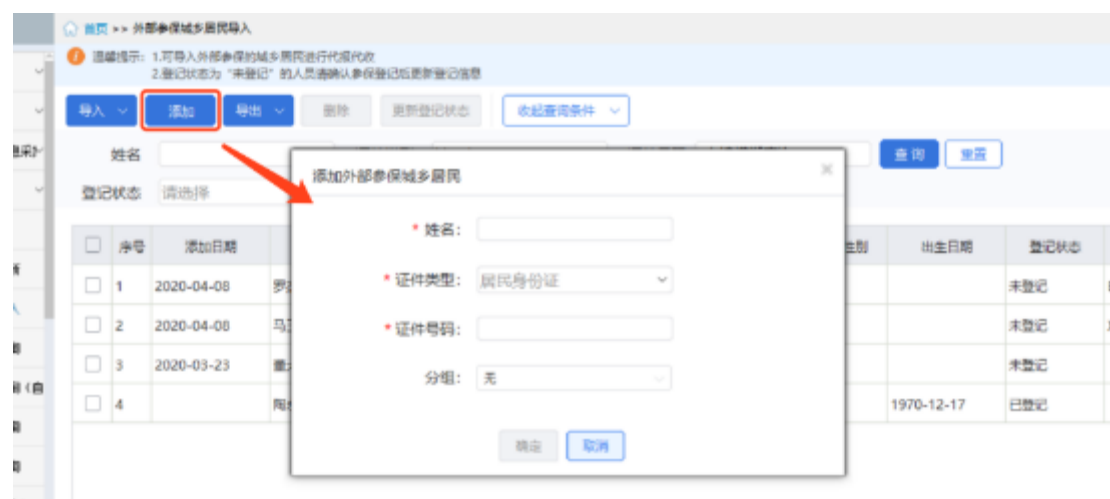 首页 >> 外部参保城乡居民导入
温馨提示: 1.可导入外部参保的城乡居民进行代报代收
2.登记状态为“未登记”的人员请确认参保登记后更新登记信息
导入 添加 导出 删除 更新登记状态 收起查询条件
姓名 查询 重置
登记状态 请选择
添加外部参保城乡居民
* 姓名:
* 证件类型: 居民身份证
* 证件号码:
分组: 无
确定 取消
序号 添加日期 性别 出生日期 登记状态
1 2020-04-08 未登记
2 2020-04-08 马 未登记
3 2020-03-23 董 未登记
4 陶 1970-12-17 已登记